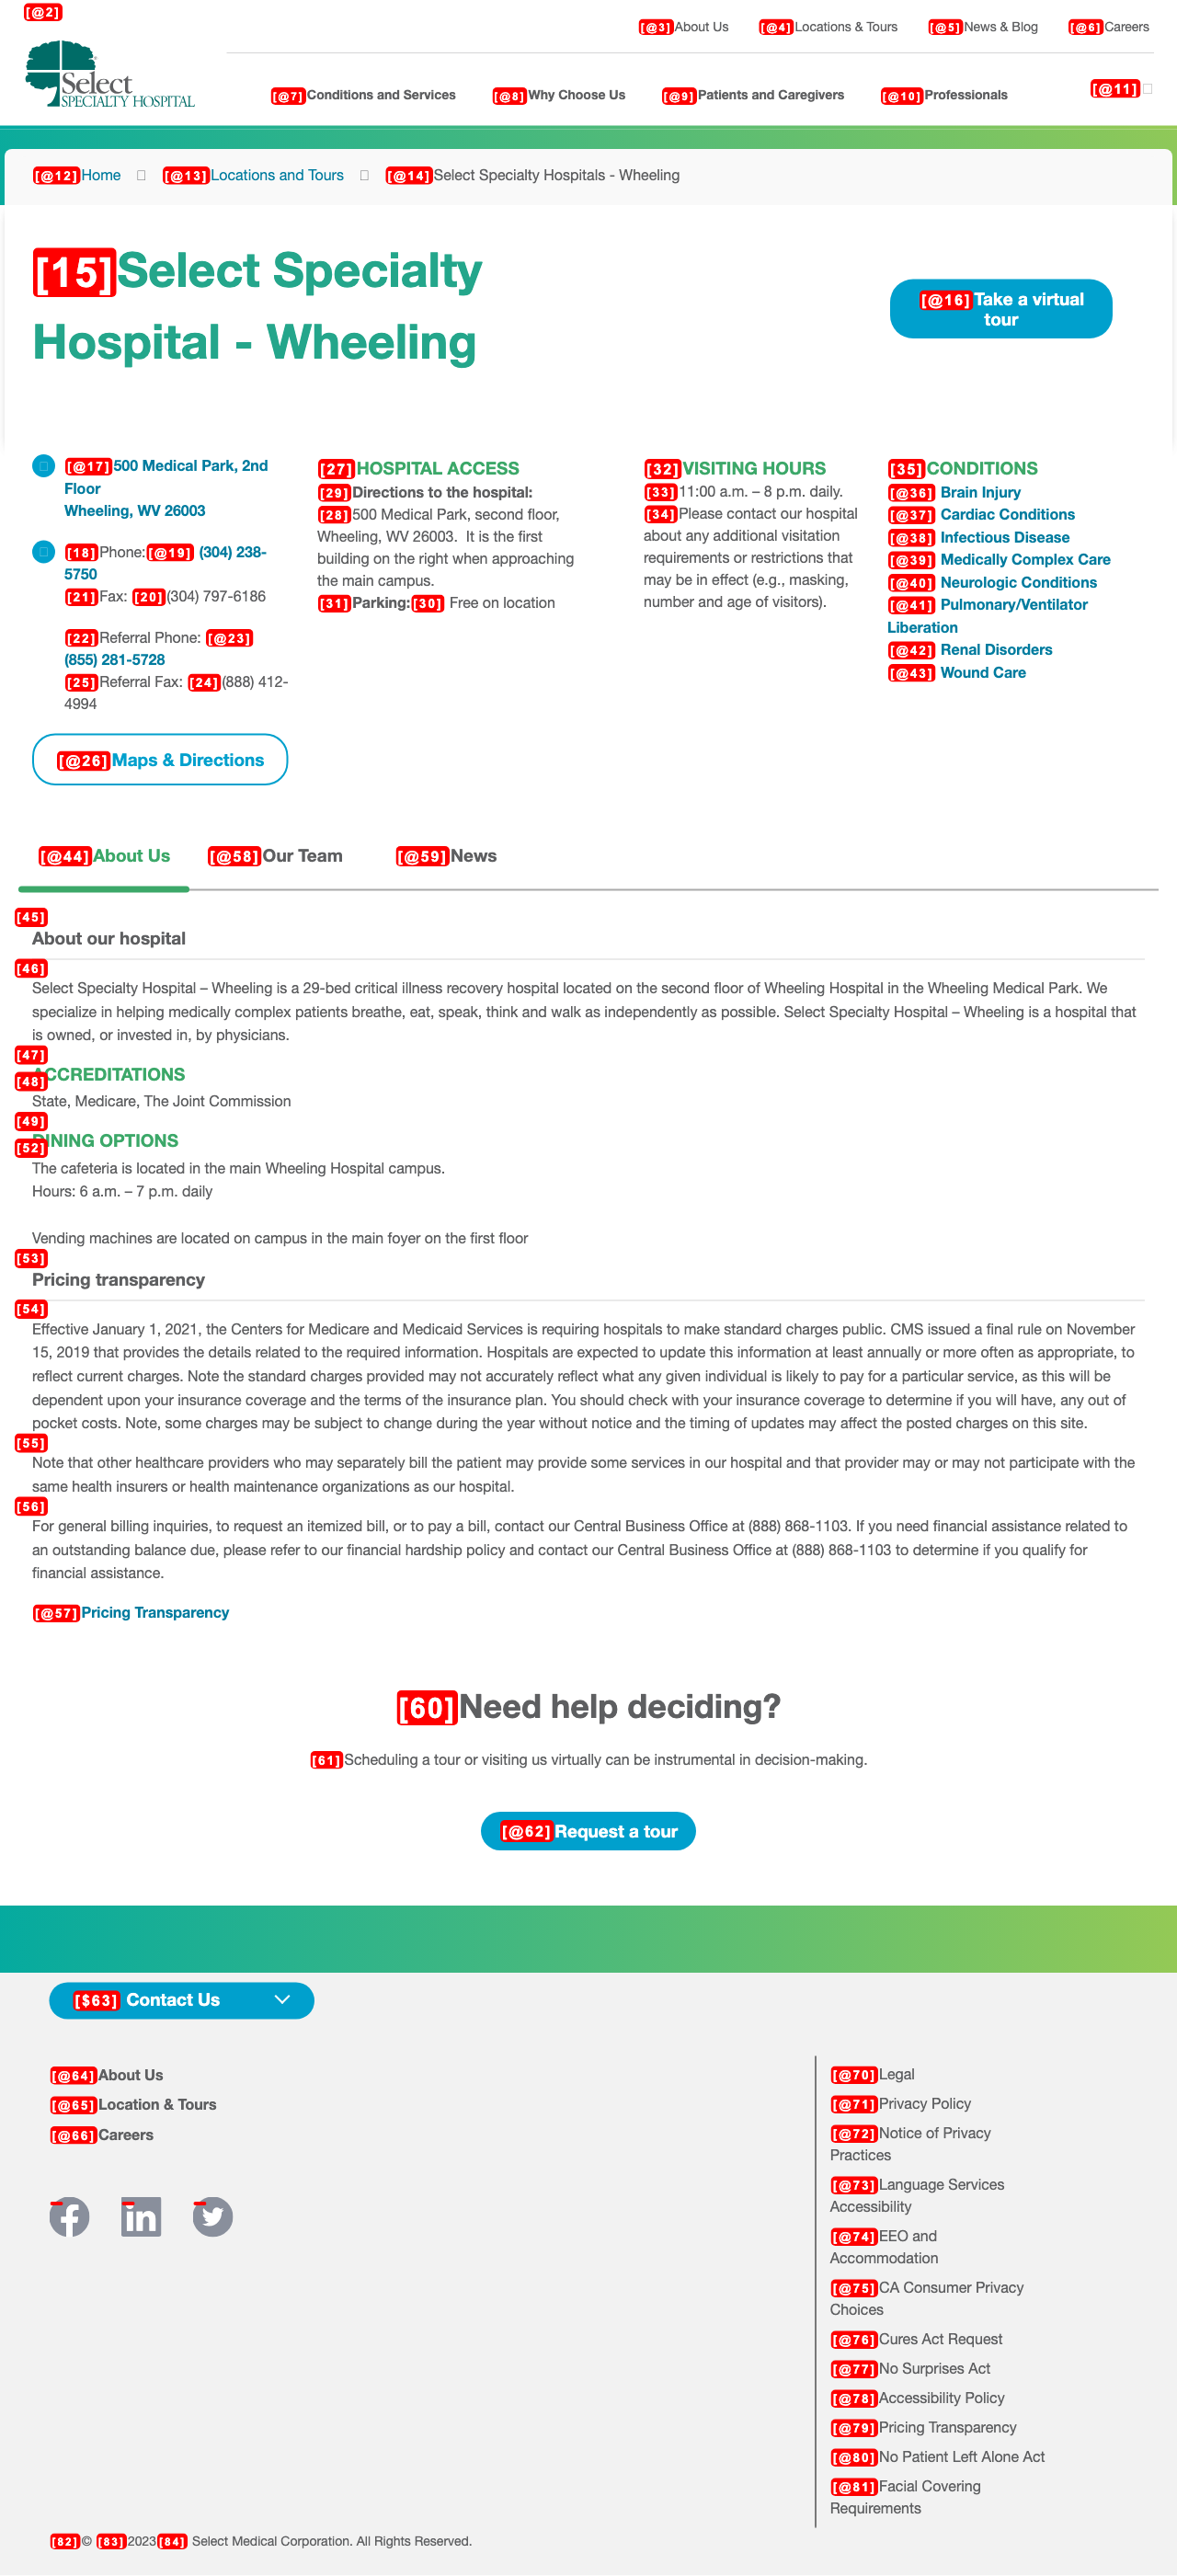 [@2]
[@3]About Us [@4]Locations & Tours [@5]News & Blog [@6]Careers
Select
SPECIALTY HOSPITAL
[@7]Conditions and Services [@8]Why Choose Us [@9]Patients and Caregivers [@10]Professionals [@11]
[@12]Home [@13]Locations and Tours [@14]Select Specialty Hospitals - Wheeling
[15]Select Specialty
Hospital - Wheeling
[@16]Take a virtual
tour
[@17]500 Medical Park, 2nd
Floor
Wheeling, WV 26003
[18]Phone:[@19] (304) 238-
5750
[21]Fax: [20](304) 797-6186
[22]Referral Phone: [@23]
(855) 281-5728
[25]Referral Fax: [24](888) 412-
4994
[@26]Maps & Directions
[27]HOSPITAL ACCESS
[29]Directions to the hospital:
[28]500 Medical Park, second floor,
Wheeling, WV 26003. It is the first
building on the right when approaching
the main campus.
[31]Parking:[30] Free on location
[32]VISITING HOURS
[33]11:00 a.m. – 8 p.m. daily.
[34]Please contact our hospital
about any additional visitation
requirements or restrictions that
may be in effect (e.g., masking,
number and age of visitors).
[35]CONDITIONS
[@36] Brain Injury
[@37] Cardiac Conditions
[@38] Infectious Disease
[@39] Medically Complex Care
[@40] Neurologic Conditions
[@41] Pulmonary/Ventilator
Liberation
[@42] Renal Disorders
[@43] Wound Care
[@44]About Us [@58]Our Team [@59]News
[45]
About our hospital
[46]
Select Specialty Hospital – Wheeling is a 29-bed critical illness recovery hospital located on the second floor of Wheeling Hospital in the Wheeling Medical Park. We
specialize in helping medically complex patients breathe, eat, speak, think and walk as independently as possible. Select Specialty Hospital – Wheeling is a hospital that
is owned, or invested in, by physicians.
[47]
ACCREDITATIONS
[48]
State, Medicare, The Joint Commission
[49]
DINING OPTIONS
[52]
The cafeteria is located in the main Wheeling Hospital campus.
Hours: 6 a.m. – 7 p.m. daily
Vending machines are located on campus in the main foyer on the first floor
[53]
Pricing transparency
[54]
Effective January 1, 2021, the Centers for Medicare and Medicaid Services is requiring hospitals to make standard charges public. CMS issued a final rule on November
15, 2019 that provides the details related to the required information. Hospitals are expected to update this information at least annually or more often as appropriate, to
reflect current charges. Note the standard charges provided may not accurately reflect what any given individual is likely to pay for a particular service, as this will be
dependent upon your insurance coverage and the terms of the insurance plan. You should check with your insurance coverage to determine if you will have, any out of
pocket costs. Note, some charges may be subject to change during the year without notice and the timing of updates may affect the posted charges on this site.
[55]
Note that other healthcare providers who may separately bill the patient may provide some services in our hospital and that provider may or may not participate with the
same health insurers or health maintenance organizations as our hospital.
[56]
For general billing inquiries, to request an itemized bill, or to pay a bill, contact our Central Business Office at (888) 868-1103. If you need financial assistance related to
an outstanding balance due, please refer to our financial hardship policy and contact our Central Business Office at (888) 868-1103 to determine if you qualify for
financial assistance.
[@57]Pricing Transparency
[60]Need help deciding?
[61]Scheduling a tour or visiting us virtually can be instrumental in decision-making.
[@62]Request a tour
[$63] Contact Us
[@64]About Us
[@65]Location & Tours
[@66]Careers
[@70]Legal
[@71]Privacy Policy
[@72]Notice of Privacy
Practices
[@73]Language Services
Accessibility
[@74]EEO and
Accommodation
[@75]CA Consumer Privacy
Choices
[@76]Cures Act Request
[@77]No Surprises Act
[@78]Accessibility Policy
[@79]Pricing Transparency
[@80]No Patient Left Alone Act
[@81]Facial Covering
Requirements
[82]© [83]2023[84] Select Medical Corporation. All Rights Reserved.